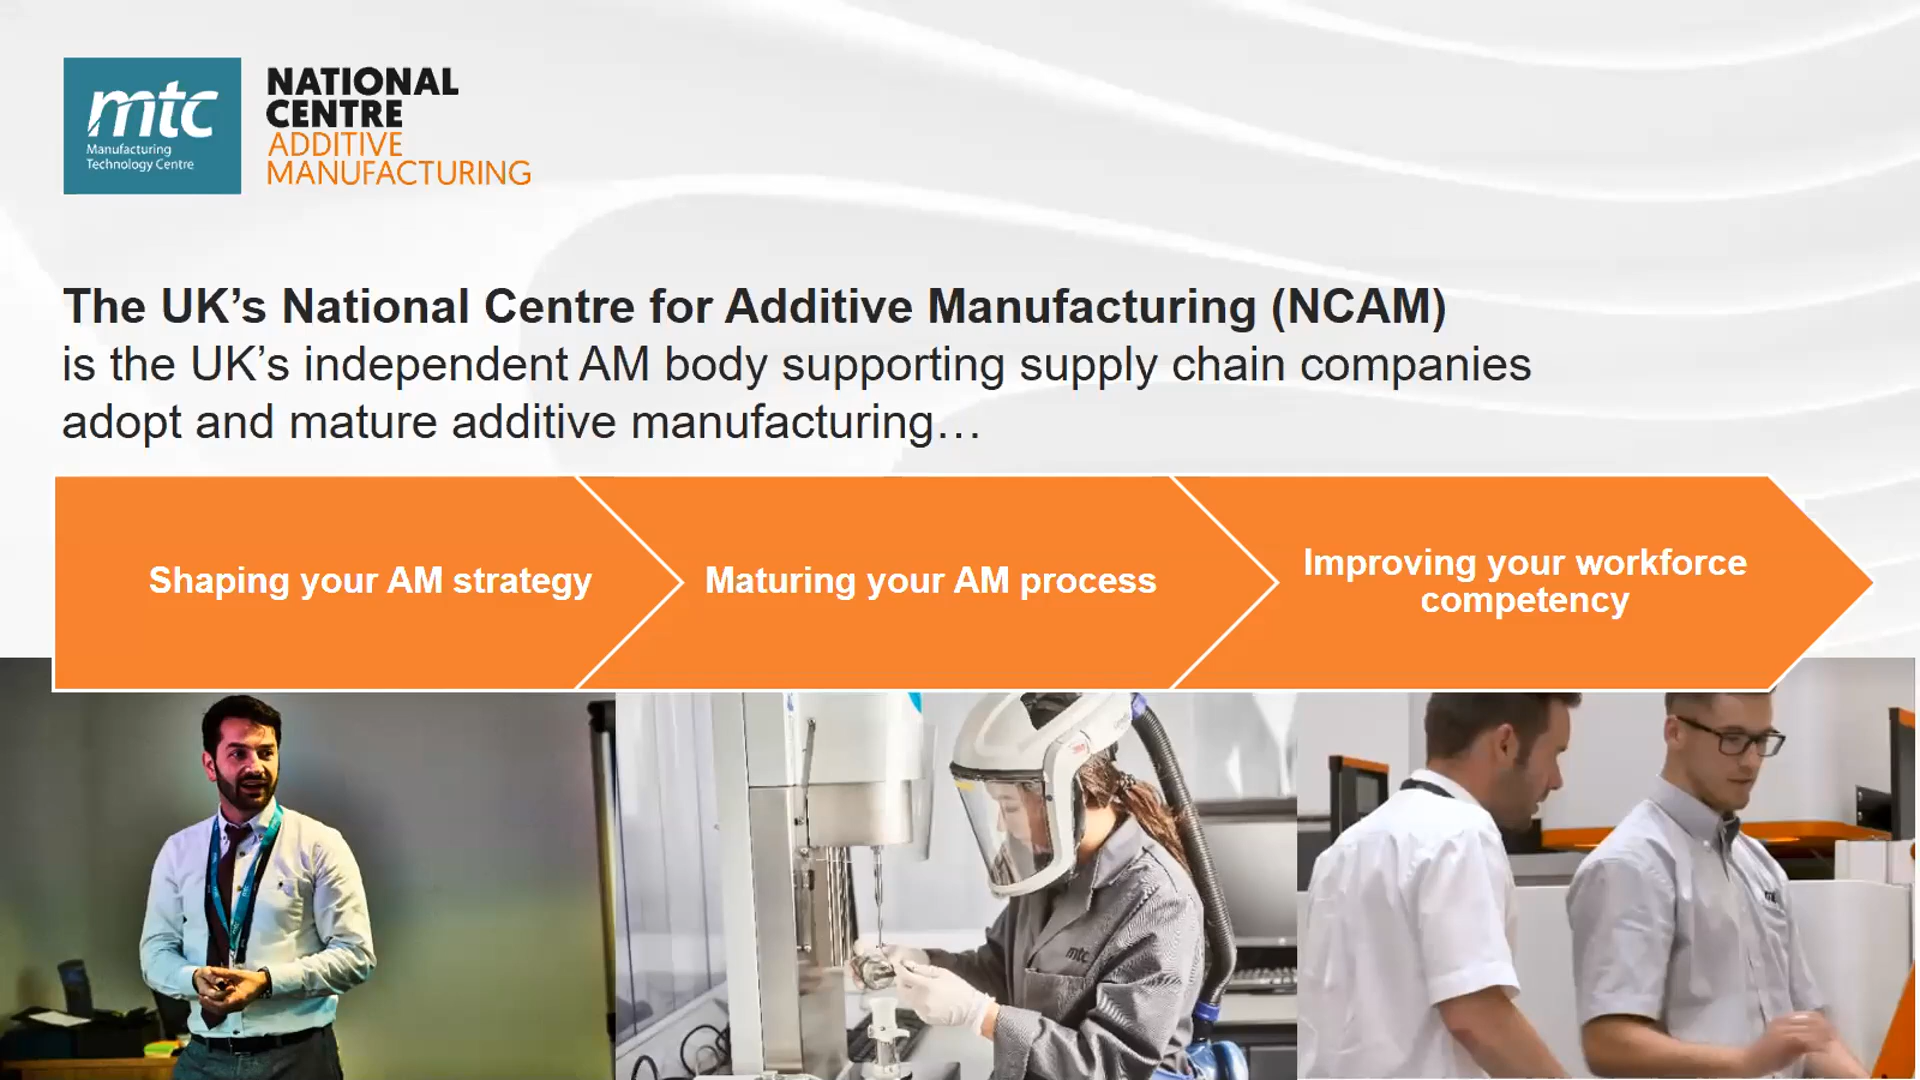 mtc
Manufacturing
Technology Centre
NATIONAL
CENTRE
ADDITIVE
MANUFACTURING
The UK’s National Centre for Additive Manufacturing (NCAM)
is the UK’s independent AM body supporting supply chain companies
adopt and mature additive manufacturing…
Shaping your AM strategy
Maturing your AM process
Improving your workforce
competency
mtc